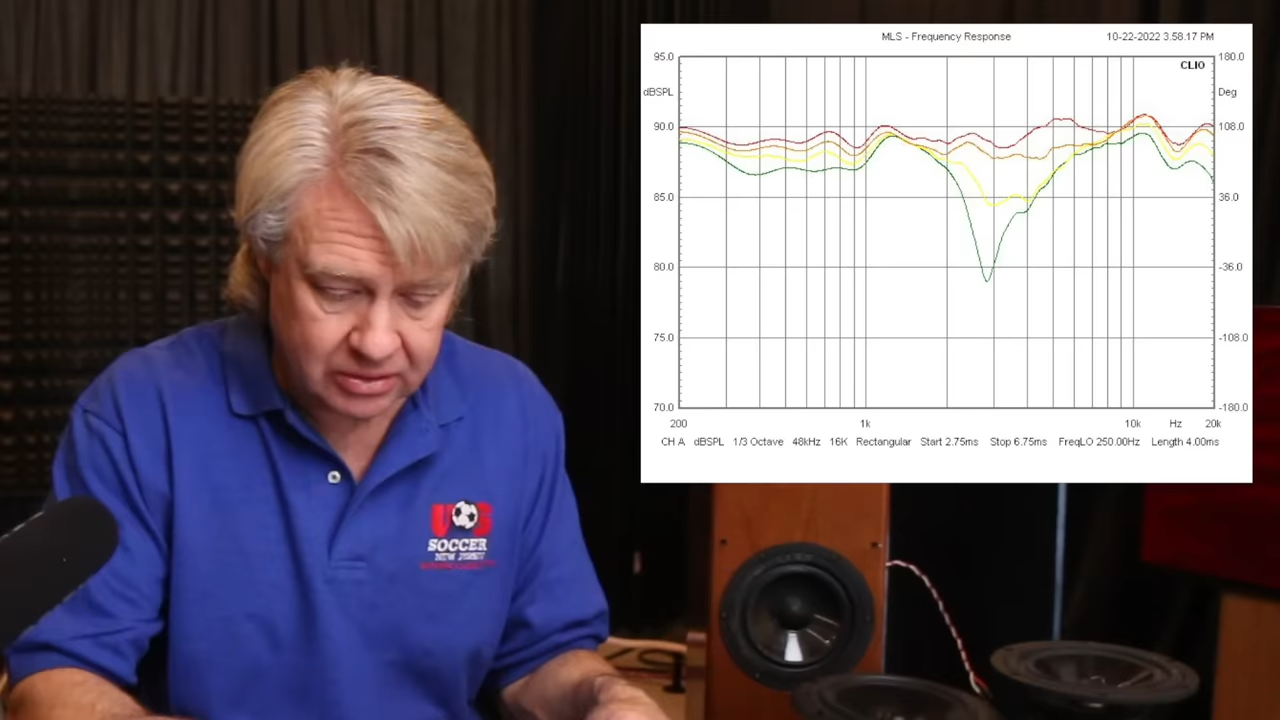 MLS - Frequency Response 10-22-2022 3.58.17 PM
95.0 180.0
CLIO
dBSPL Deg
90.0 108.0
85.0 36.0
80.0 -36.0
75.0 -108.0
70.0 -180.0
200 1k 10k Hz 20k
CH A dBSPL 1/3 Octave 48kHz 16K Rectangular Start 2.75ms Stop 6.75ms FreqLO 250.00Hz Length 4.00ms
SOCCER
NEW JERSEY